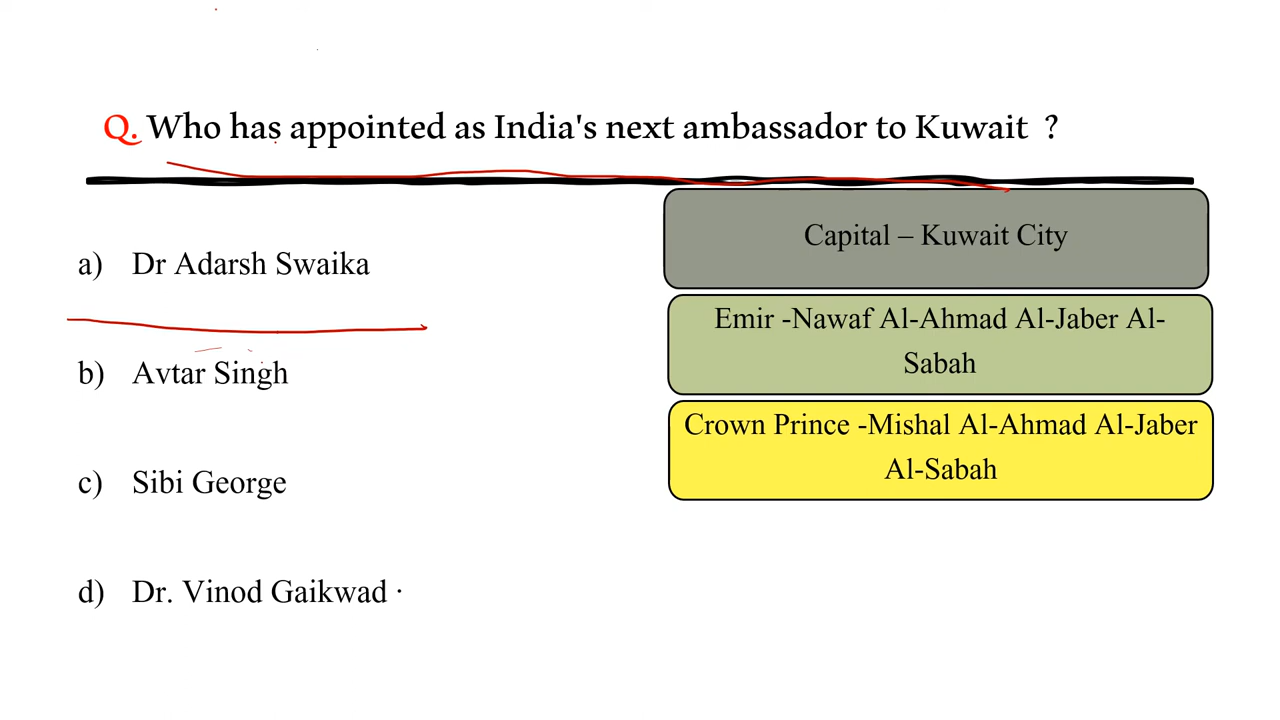 Q. Who has appointed as India's next ambassador to Kuwait ?
a) Dr Adarsh Swaika
b) Avtar Singh
c) Sibi George
d) Dr. Vinod Gaikwad ·
Capital – Kuwait City
Emir -Nawaf Al-Ahmad Al-Jaber Al-
Sabah
Crown Prince -Mishal Al-Ahmad Al-Jaber
Al-Sabah